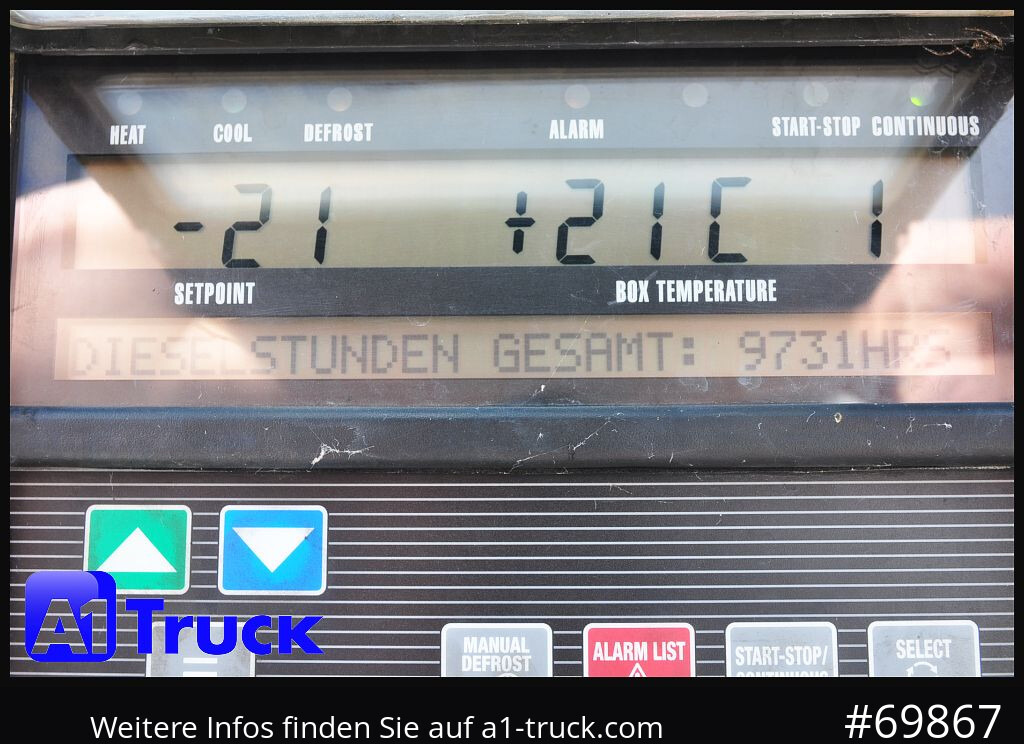 HEAT COOL DEFROST ALARM START-STOP CONTINUOUS
-21 +21C 1
SETPOINT BOX TEMPERATURE
DIESELSTUNDEN GESAMT: 9731HRS
A1 Truck
MANUAL DEFROST
ALARM LIST
START-STOP/
CONTINUOUS
SELECT
Weitere Infos finden Sie auf a1-truck.com
#69867